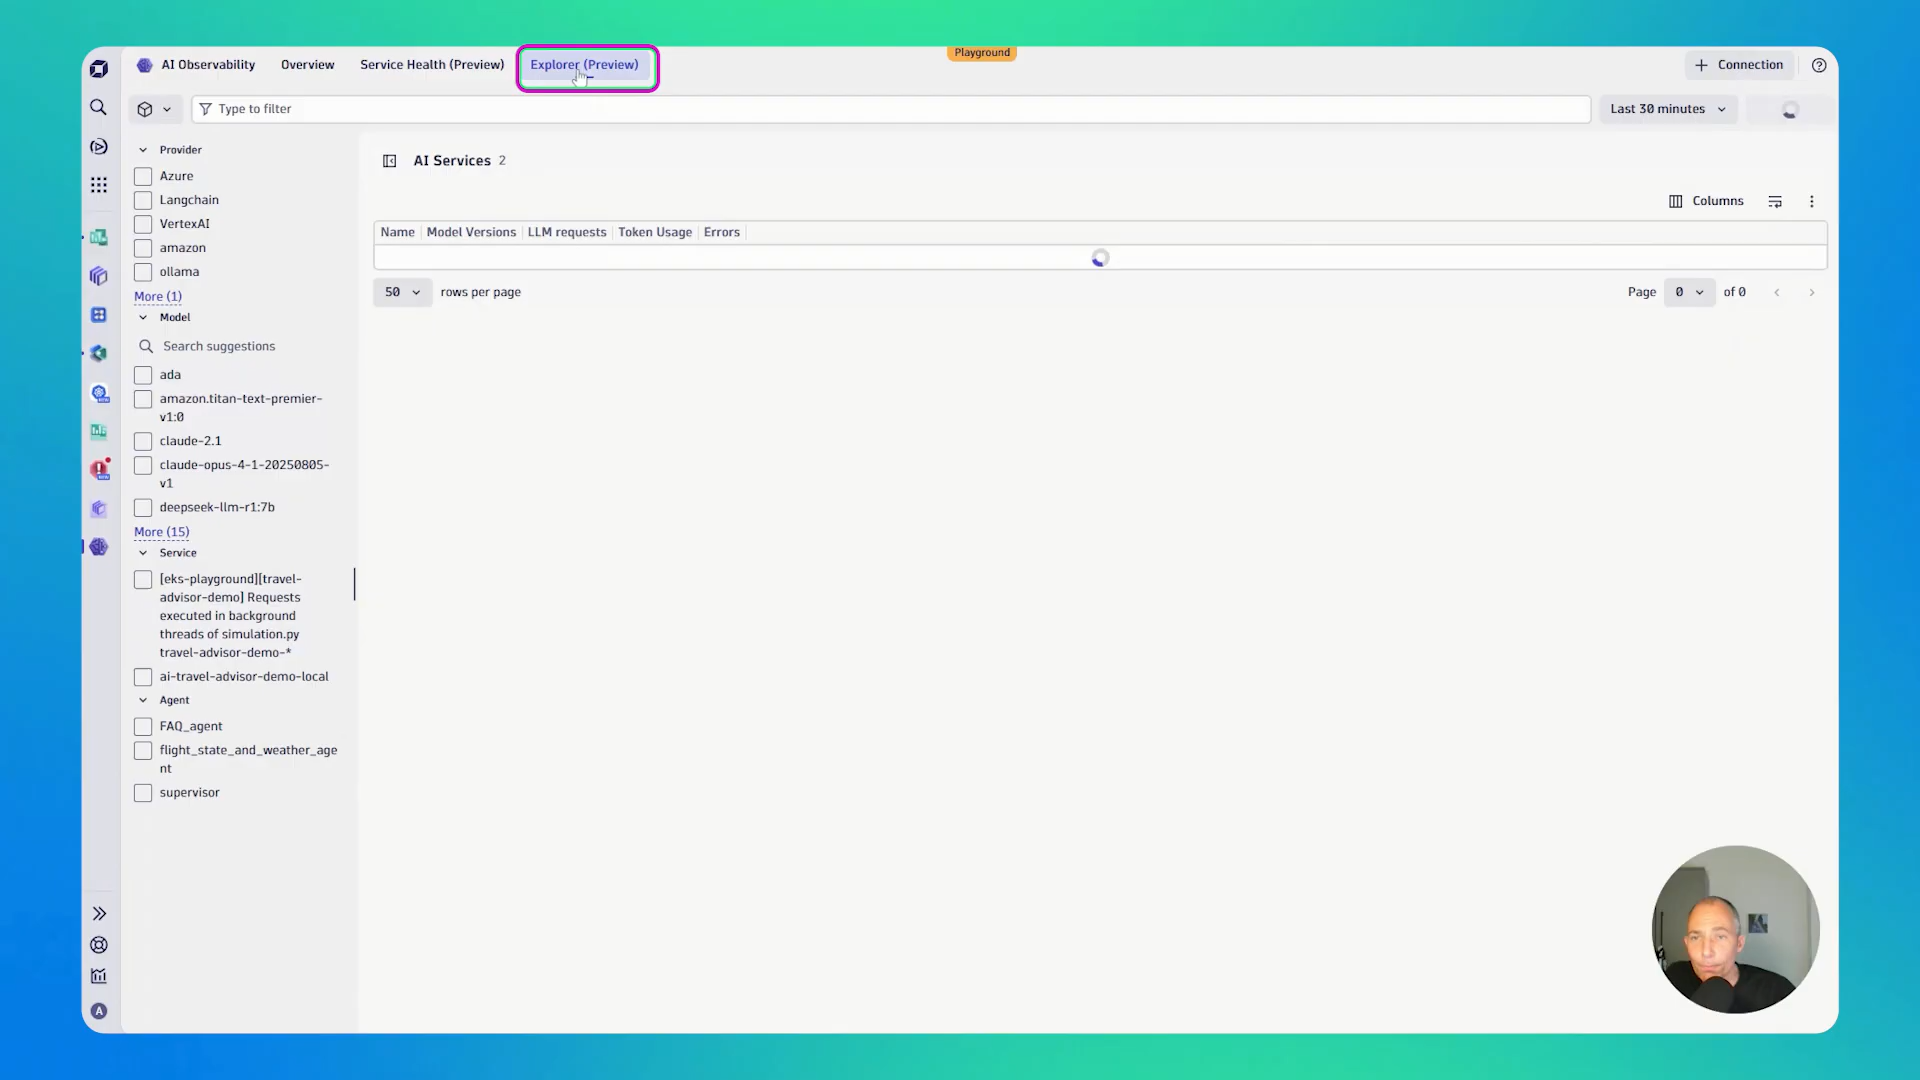 Playground
AI Observability Overview Service Health (Preview) Explorer (Preview) Connection
Type to filter Last 30 minutes
Provider
Azure
Langchain
VertexAI
amazon
ollama
More (1)
Model
Search suggestions
ada
amazon.titan-text-premier-
v1:0
claude-2.1
claude-opus-4-1-20250805-
v1
deepseek-llm-r1:7b
More (15)
Service
[eks-playground][travel-
advisor-demo] Requests
executed in background
threads of simulation.py
travel-advisor-demo-*
ai-travel-advisor-demo-local
Agent
FAQ_agent
flight_state_and_weather_age
nt
supervisor
AI Services 2
Columns
Name Model Versions LLM requests Token Usage Errors
50 rows per page Page 0 of 0
NEW
NEW
A